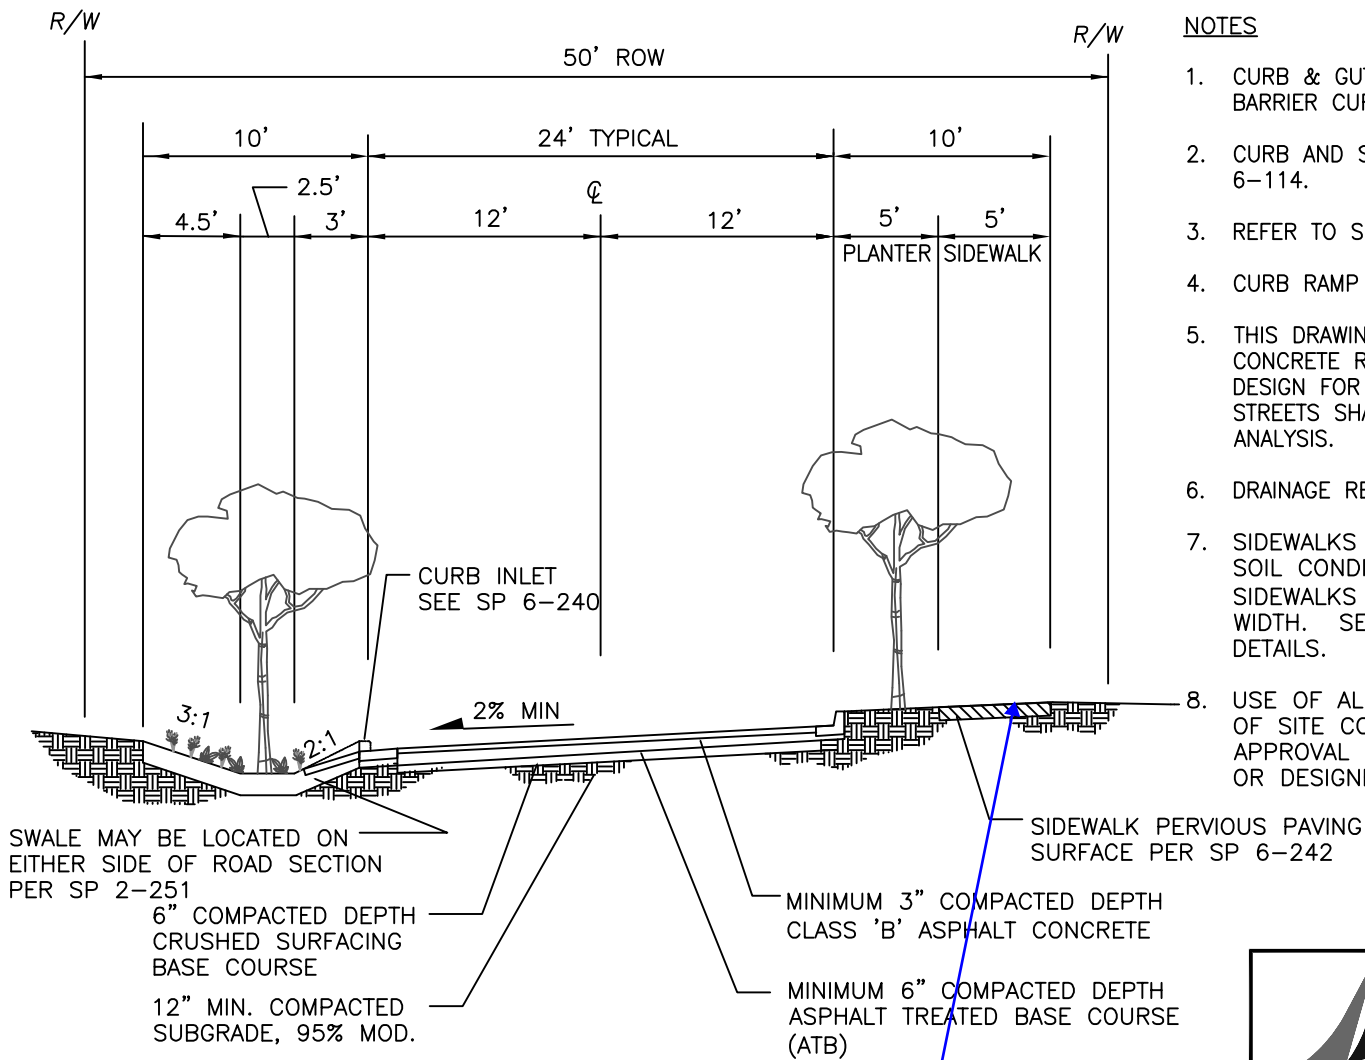 R/W
R/W
50' ROW
10'
24' TYPICAL
10'
2.5'
℄
4.5'
3'
12'
12'
5'
5'
PLANTER
SIDEWALK
CURB INLET
SEE SP 6-240
3:1
2:1
2% MIN
SWALE MAY BE LOCATED ON
EITHER SIDE OF ROAD SECTION
PER SP 2-251
6" COMPACTED DEPTH
CRUSHED SURFACING
BASE COURSE
12" MIN. COMPACTED
SUBGRADE, 95% MOD.
SIDEWALK PERVIOUS PAVING
SURFACE PER SP 6-242
MINIMUM 3" COMPACTED DEPTH
CLASS 'B' ASPHALT CONCRETE
MINIMUM 6" COMPACTED DEPTH
ASPHALT TREATED BASE COURSE
(ATB)
NOTES
1. CURB & GU
BARRIER CU
2. CURB AND S
6-114.
3. REFER TO S
4. CURB RAMP
5. THIS DRAWIN
CONCRETE R
DESIGN FOR
STREETS SHA
ANALYSIS.
6. DRAINAGE RE
7. SIDEWALKS
SOIL CONDI
SIDEWALKS
WIDTH. SE
DETAILS.
8. USE OF AL
OF SITE CO
APPROVAL
OR DESIGNE